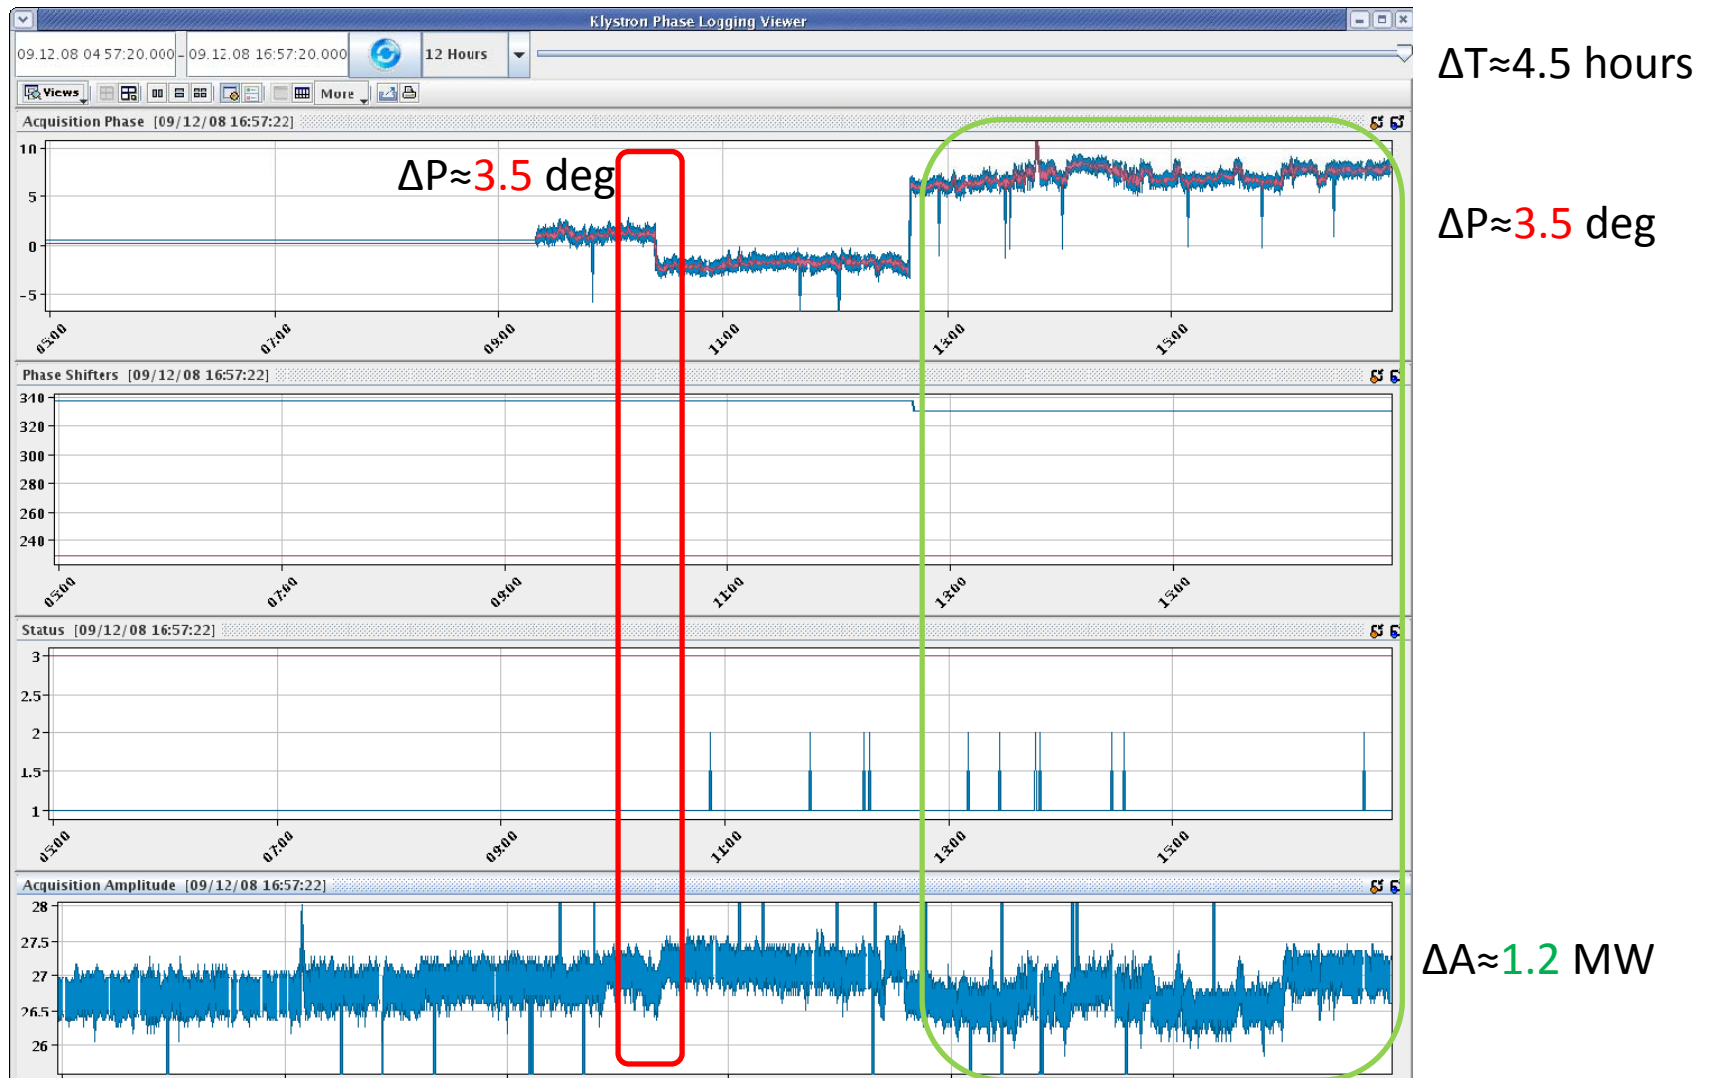 Klystron Phase Logging Viewer
09.12.08 04 57:20.000 - 09.12.08 16:57:20.000 12 Hours
Views More
ΔT≈4.5 hours
Acquisition Phase [09/12/08 16:57:22]
ΔP≈3.5 deg
ΔP≈3.5 deg
10
5
0
-5
05:00 07:00 09:00 11:00 13:00 15:00
Phase Shifters [09/12/08 16:57:22]
340
320
300
280
260
240
05:00 07:00 09:00 11:00 13:00 15:00
Status [09/12/08 16:57:22]
3
2.5
2
1.5
1
05:00 07:00 09:00 11:00 13:00 15:00
Acquisition Amplitude [09/12/08 16:57:22]
28
27.5
27
26.5
26
ΔA≈1.2 MW